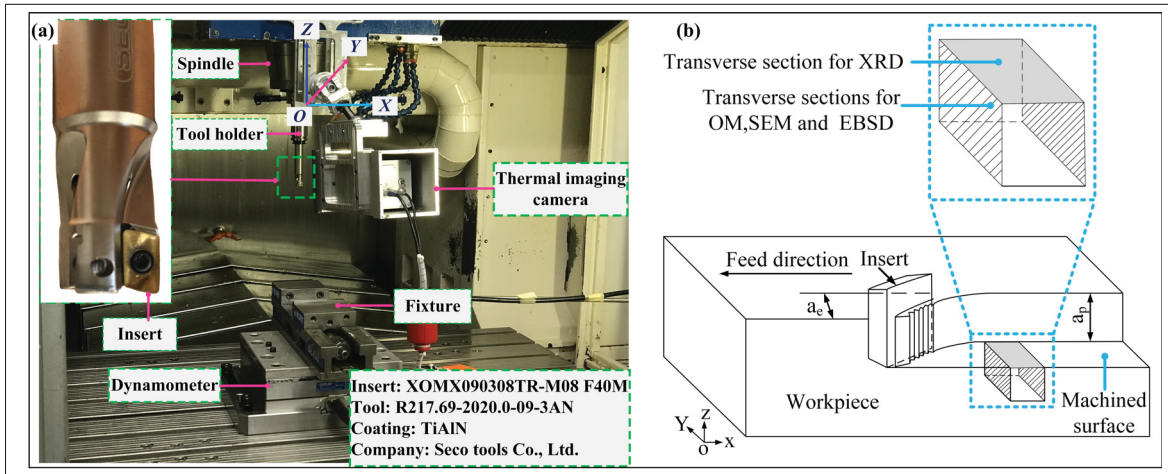 (a)
Z
Y
X
O
Spindle
Tool holder
Thermal imaging
camera
Fixture
Insert
Dynamometer
Insert: XOMX090308TR-M08 F40M
Tool: R217.69-2020.0-09-3AN
Coating: TiAlN
Company: Seco tools Co., Ltd.
(b)
Transverse section for XRD
Transverse sections for
OM,SEM and EBSD
Feed direction
Insert
aₑ
aₚ
Workpiece
Machined
surface
Z
Y
o
x